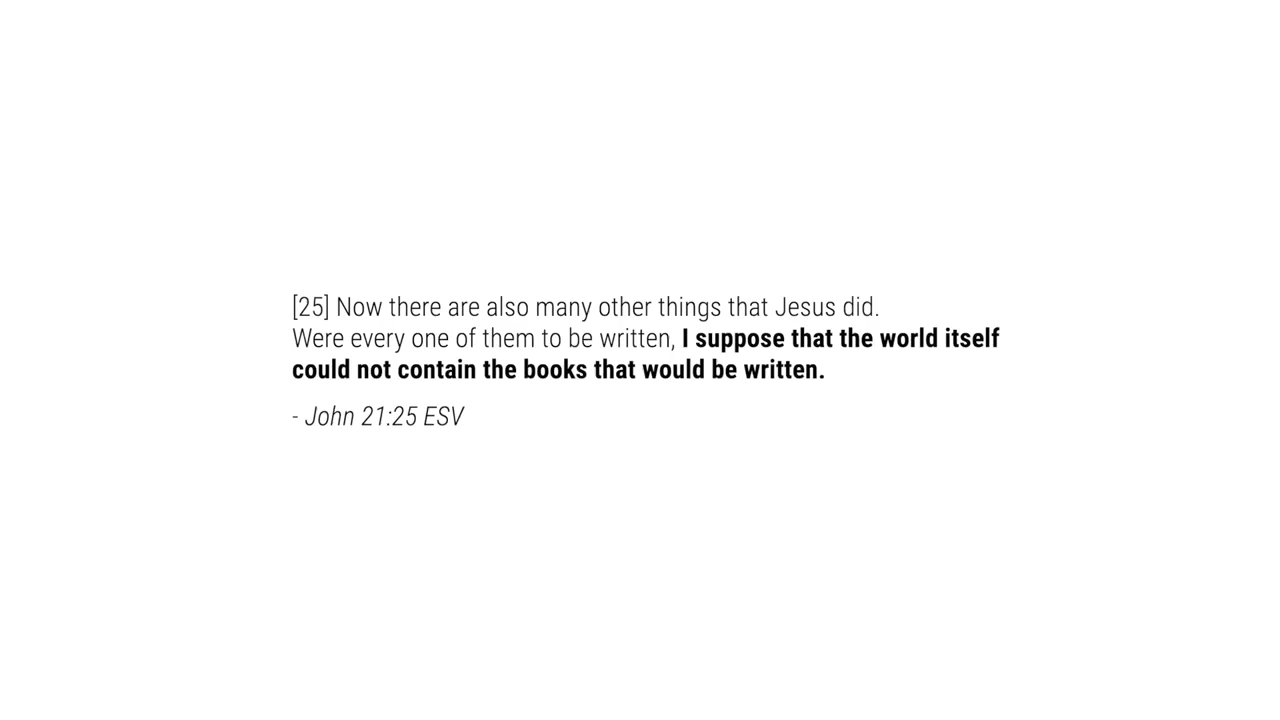 [25] Now there are also many other things that Jesus did.
Were every one of them to be written, I suppose that the world itself
could not contain the books that would be written.
- John 21:25 ESV